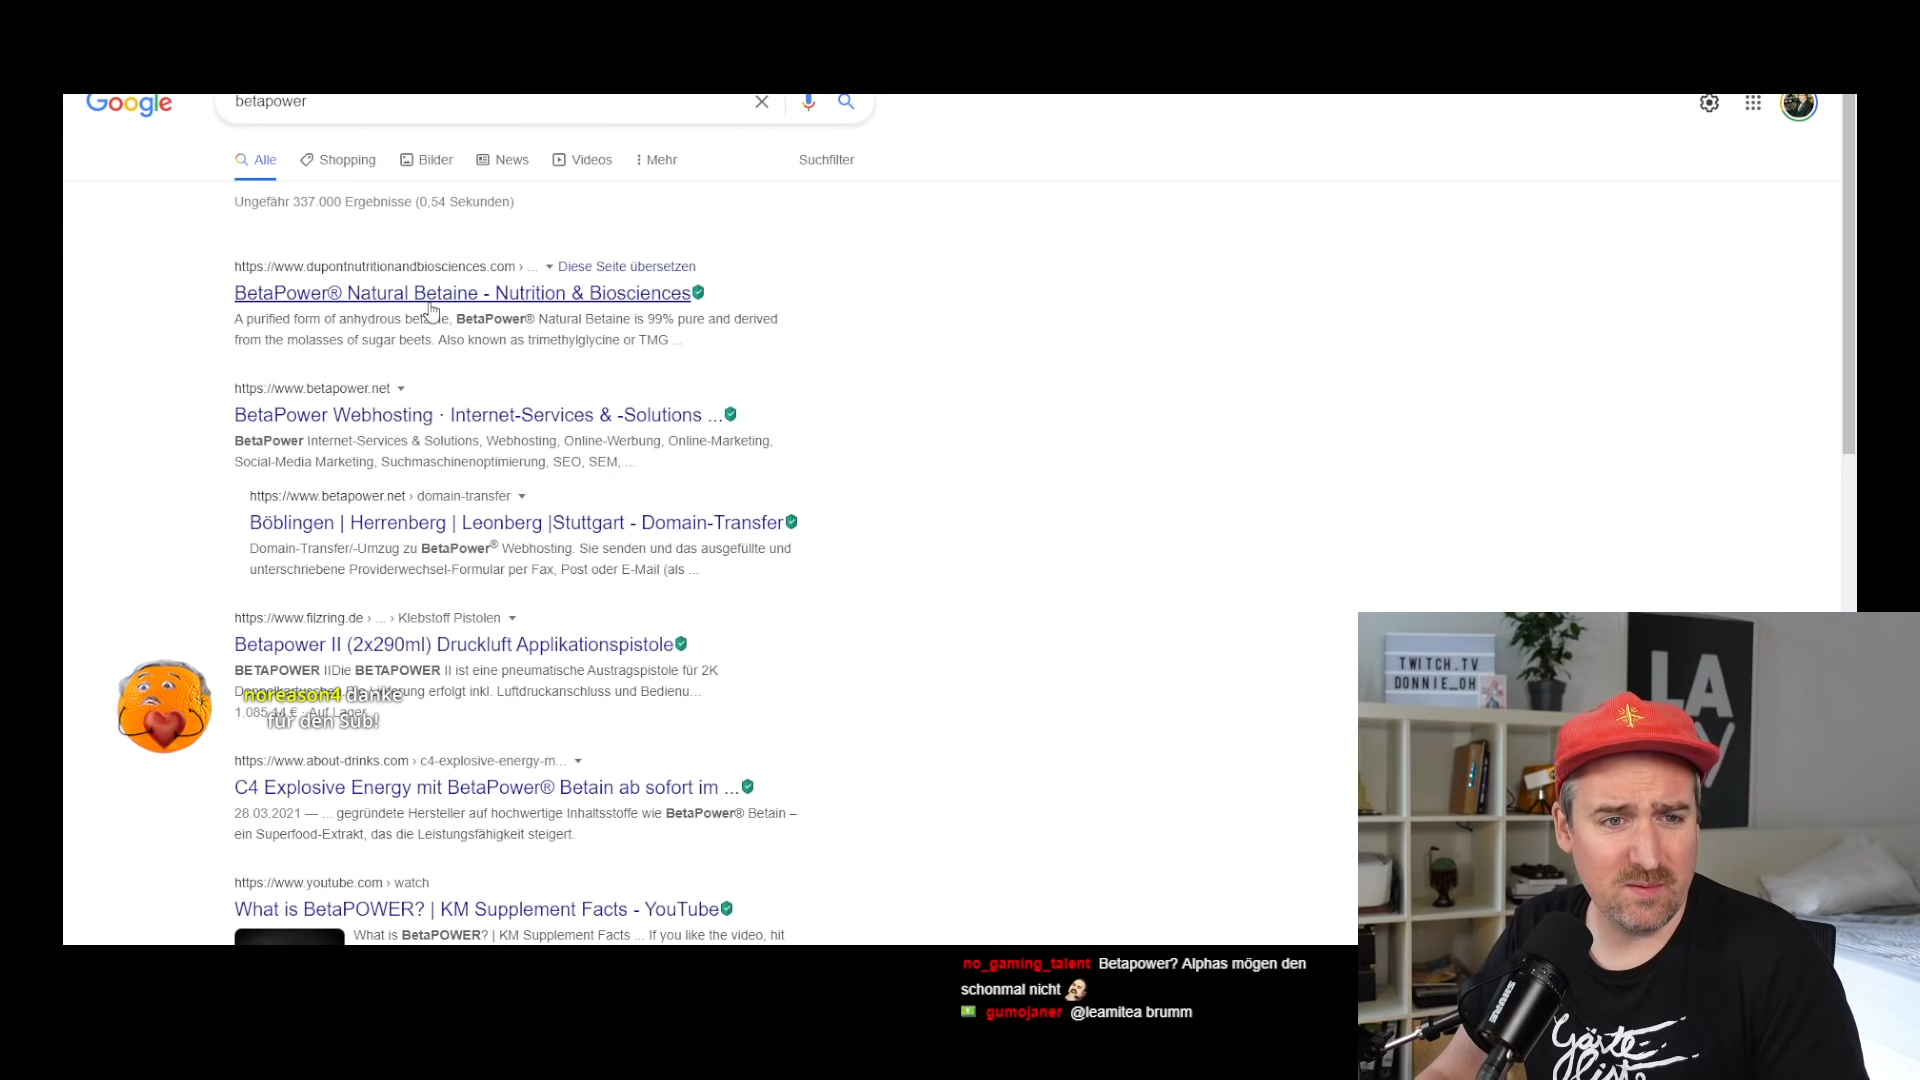 Google
betapower
Alle Shopping Bilder News Videos Mehr Suchfilter
Ungefähr 337.000 Ergebnisse (0,54 Sekunden)
https://www.dupontnutritionandbiosciences.com › ... Diese Seite übersetzen
BetaPower® Natural Betaine - Nutrition & Biosciences
A purified form of anhydrous betaine, BetaPower® Natural Betaine is 99% pure and derived
from the molasses of sugar beets. Also known as trimethylglycine or TMG ...
https://www.betapower.net
BetaPower Webhosting · Internet-Services & -Solutions ...
BetaPower Internet-Services & Solutions, Webhosting, Online-Werbung, Online-Marketing,
Social-Media Marketing, Suchmaschinenoptimierung, SEO, SEM, ...
https://www.betapower.net › domain-transfer
Böblingen | Herrenberg | Leonberg |Stuttgart - Domain-Transfer
Domain-Transfer/-Umzug zu BetaPower® Webhosting. Sie senden und das ausgefüllte und
unterschriebene Providerwechsel-Formular per Fax, Post oder E-Mail (als ...
https://www.filzring.de › ... › Klebstoff Pistolen
Betapower II (2x290ml) Druckluft Applikationspistole
BETAPOWER IIDie BETAPOWER II ist eine pneumatische Austragspistole für 2K
erfolgt inkl. Luftdruckanschluss und Bedienu...
1.085,14 € · Auf Lager
noreason4 danke
für den Sub!
https://www.about-drinks.com › c4-explosive-energy-m...
C4 Explosive Energy mit BetaPower® Betain ab sofort im ...
28.03.2021 — ... gegründete Hersteller auf hochwertige Inhaltsstoffe wie BetaPower® Betain –
ein Superfood-Extrakt, das die Leistungsfähigkeit steigert.
https://www.youtube.com › watch
What is BetaPOWER? | KM Supplement Facts - YouTube
What is BetaPOWER? | KM Supplement Facts ... If you like the video, hit
no_gaming_talent Betapower? Alphas mögen den
schonmal nicht
gumojaner @leamitea brumm
TWITCH.TV
DONNIE_OH
LA
Y
SHURE
Gärte